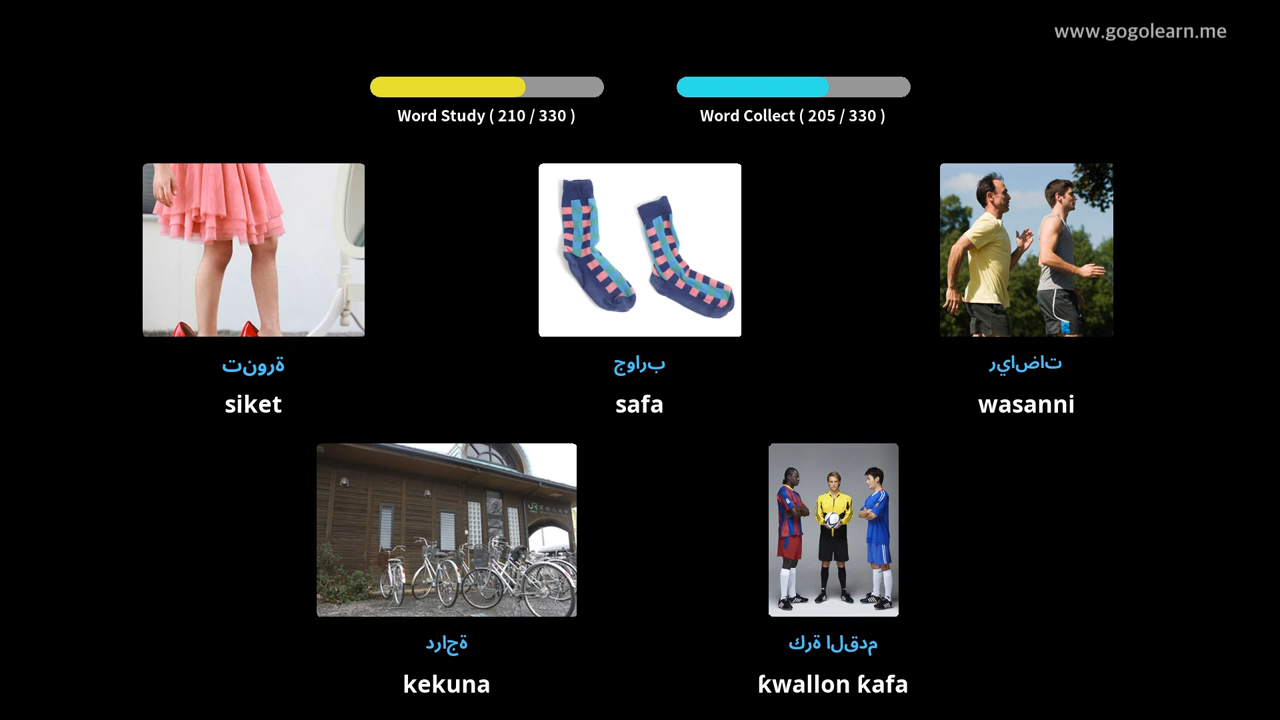 www.gogolearn.me
Word Study ( 210 / 330 )
Word Collect ( 205 / 330 )
تنورة
siket
جوارب
safa
رياضات
wasanni
JR
دراجة
kekuna
كرة القدم
ƙwallon ƙafa